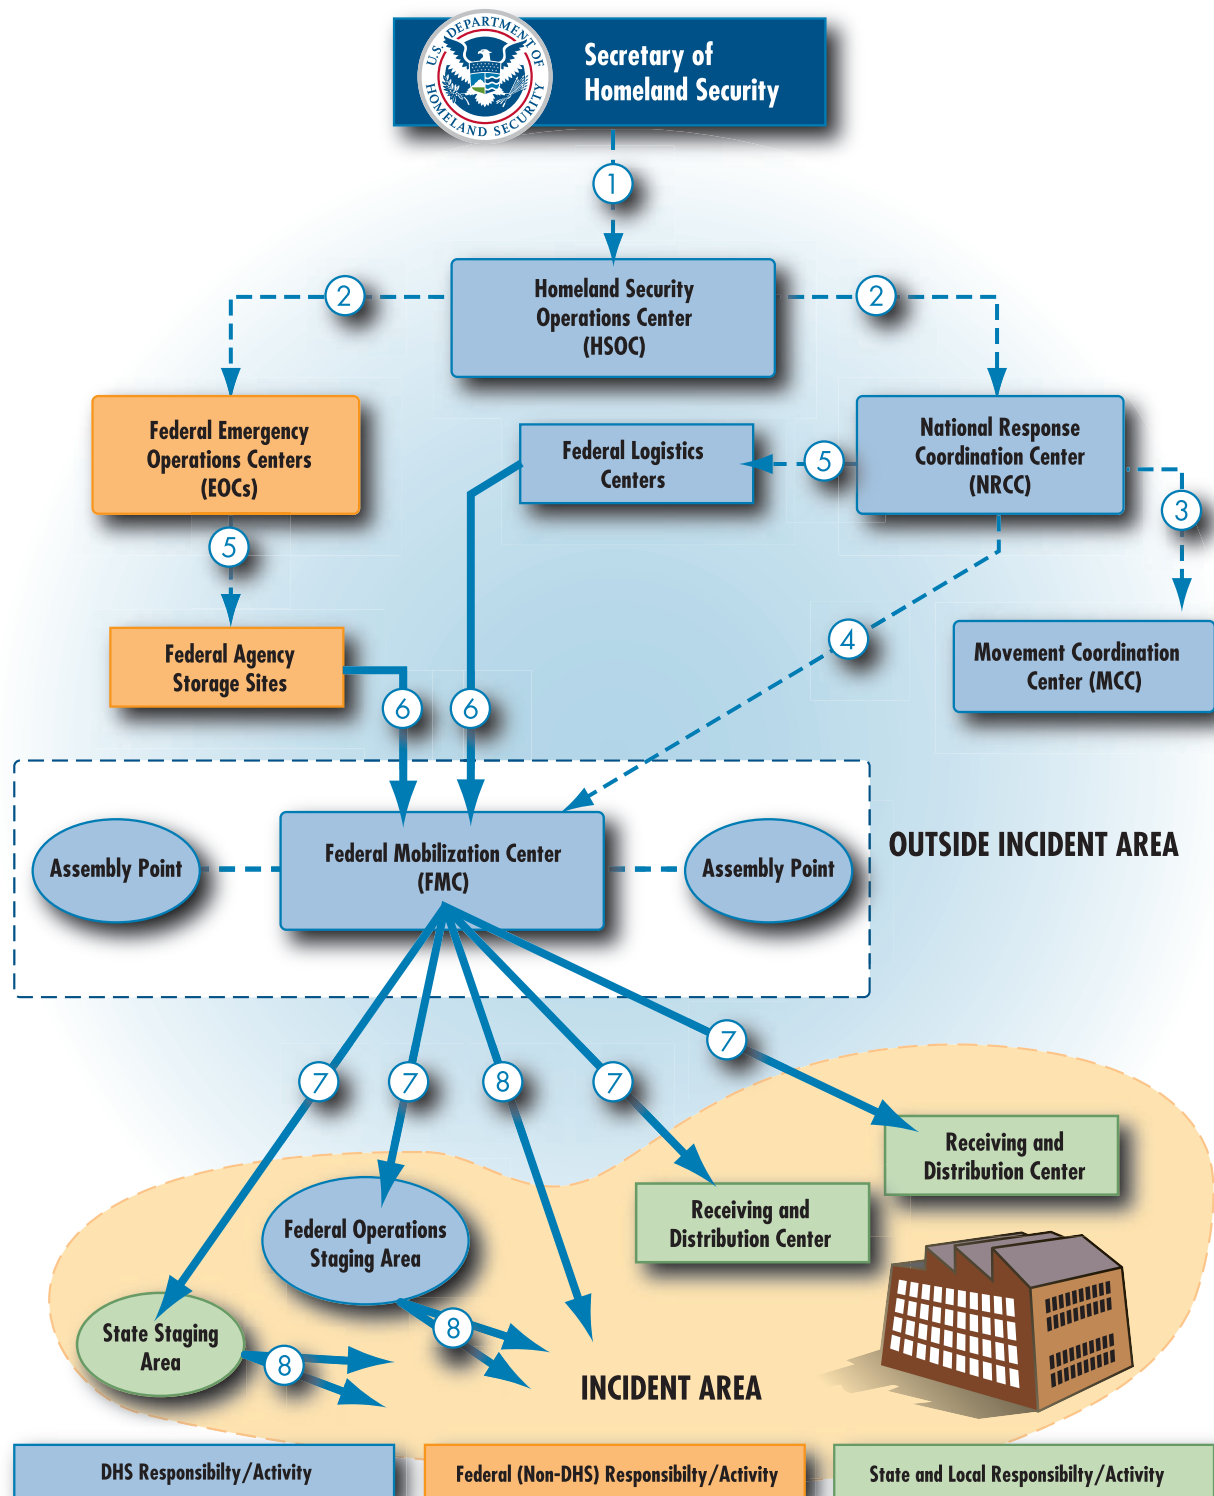 U.S. DEPARTMENT OF
HOMELAND SECURITY
Secretary of
Homeland Security
1
Homeland Security
Operations Center
(HSOC)
2
2
Federal Emergency
Operations Centers
(EOCs)
Federal Logistics
Centers
5
National Response
Coordination Center
(NRCC)
3
5
4
Federal Agency
Storage Sites
Movement Coordination
Center (MCC)
6
6
Assembly Point
Federal Mobilization Center
(FMC)
Assembly Point
OUTSIDE INCIDENT AREA
7
7
8
7
7
Receiving and
Distribution Center
Receiving and
Distribution Center
Federal Operations
Staging Area
State Staging
Area
8
8
INCIDENT AREA
DHS Responsibilty/Activity
Federal (Non-DHS) Responsibilty/Activity
State and Local Responsibilty/Activity